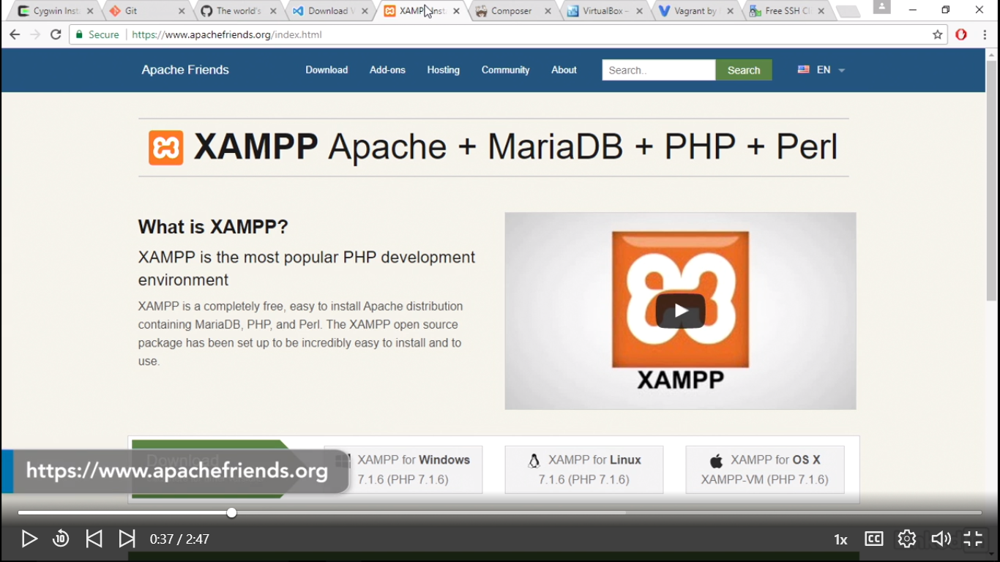 Cygwin Inst
Git
The world's
Download
XAMPP Inst
Composer
VirtualBox –
Vagrant by
Free SSH Cl
Secure
https://www.apachefriends.org/index.html
Apache Friends
Download
Add-ons
Hosting
Community
About
Search..
Search
EN
XAMPP Apache + MariaDB + PHP + Perl
What is XAMPP?
XAMPP is the most popular PHP development
environment
XAMPP is a completely free, easy to install Apache distribution
containing MariaDB, PHP, and Perl. The XAMPP open source
package has been set up to be incredibly easy to install and to
use.
XAMPP
Download
XAMPP for Windows
7.1.6 (PHP 7.1.6)
XAMPP for Linux
7.1.6 (PHP 7.1.6)
XAMPP for OS X
XAMPP-VM (PHP 7.1.6)
https://www.apachefriends.org
10
0:37 / 2:47
1x
CC